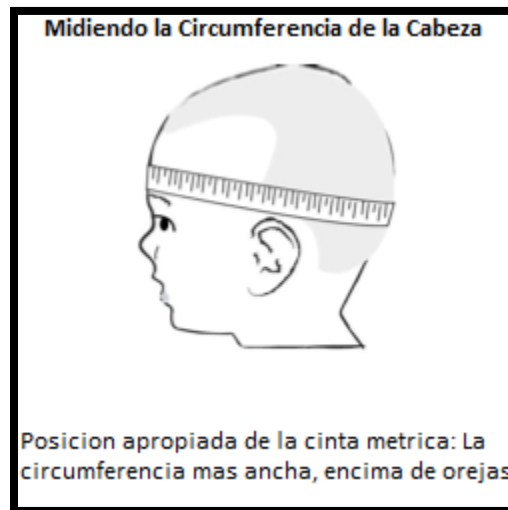 Midiendo la Circumferencia de la Cabeza
Posicion apropiada de la cinta metrica: La
circumferencia mas ancha, encima de orejas